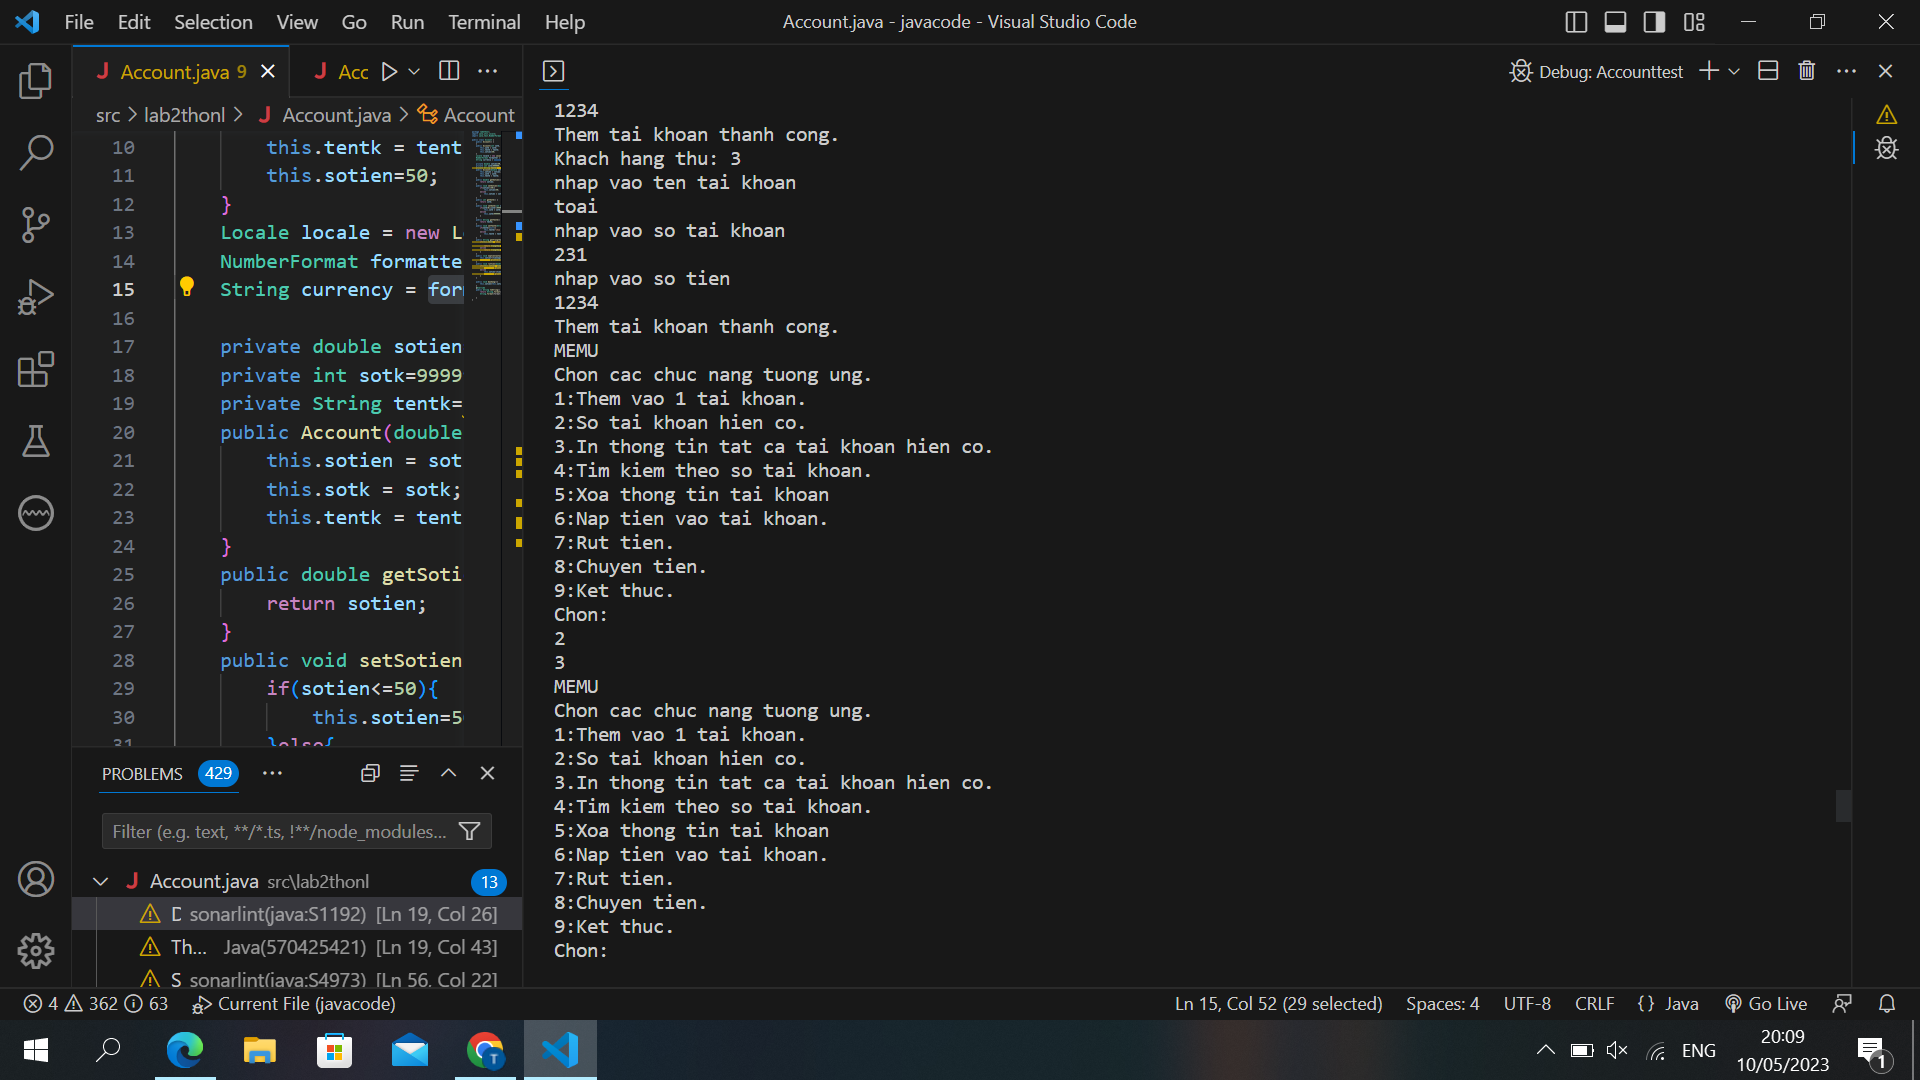 File Edit Selection View Go Run Terminal Help
Account.java - javacode - Visual Studio Code
Account.java 9
Acc
src > lab2thonl > Account.java > Account
10 this.tentk = tent
11 this.sotien=50;
12 }
13 Locale locale = new L
14 NumberFormat formatte
15 String currency = for
16
17 private double sotien
18 private int sotk=9999
19 private String tentk=
20 public Account(double
21 this.sotien = sot
22 this.sotk = sotk;
23 this.tentk = tent
24 }
25 public double getSoti
26 return sotien;
27 }
28 public void setSotien
29 if(sotien<=50){
30 this.sotien=5
31 }else{
PROBLEMS 429
Filter (e.g. text, **/*.ts, !**/node_modules...
Account.java src\lab2thonl 13
D sonarlint(java:S1192) [Ln 19, Col 26]
Th... Java(570425421) [Ln 19, Col 43]
S sonarlint(java:S4973) [Ln 56, Col 22]
Debug: Accounttest
1234
Them tai khoan thanh cong.
Khach hang thu: 3
nhap vao ten tai khoan
toai
nhap vao so tai khoan
231
nhap vao so tien
1234
Them tai khoan thanh cong.
MEMU
Chon cac chuc nang tuong ung.
1:Them vao 1 tai khoan.
2:So tai khoan hien co.
3.In thong tin tat ca tai khoan hien co.
4:Tim kiem theo so tai khoan.
5:Xoa thong tin tai khoan
6:Nap tien vao tai khoan.
7:Rut tien.
8:Chuyen tien.
9:Ket thuc.
Chon:
2
3
MEMU
Chon cac chuc nang tuong ung.
1:Them vao 1 tai khoan.
2:So tai khoan hien co.
3.In thong tin tat ca tai khoan hien co.
4:Tim kiem theo so tai khoan.
5:Xoa thong tin tai khoan
6:Nap tien vao tai khoan.
7:Rut tien.
8:Chuyen tien.
9:Ket thuc.
Chon:
4 362 63 Current File (javacode)
Ln 15, Col 52 (29 selected) Spaces: 4 UTF-8 CRLF {} Java Go Live
T
ENG
20:09
10/05/2023
1